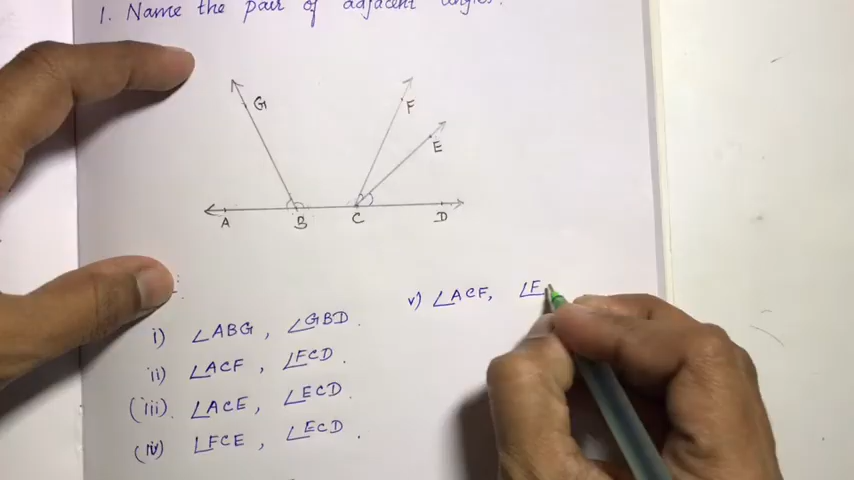 1. Name the pair of adjacent angles.
G
F
E
A B C D
:
i) ∠ABG, ∠GBD.
ii) ∠ACF, ∠FCD.
(iii). ∠ACE, ∠ECD.
(iv) ∠FCE, ∠ECD.
v) ∠ACF, ∠F